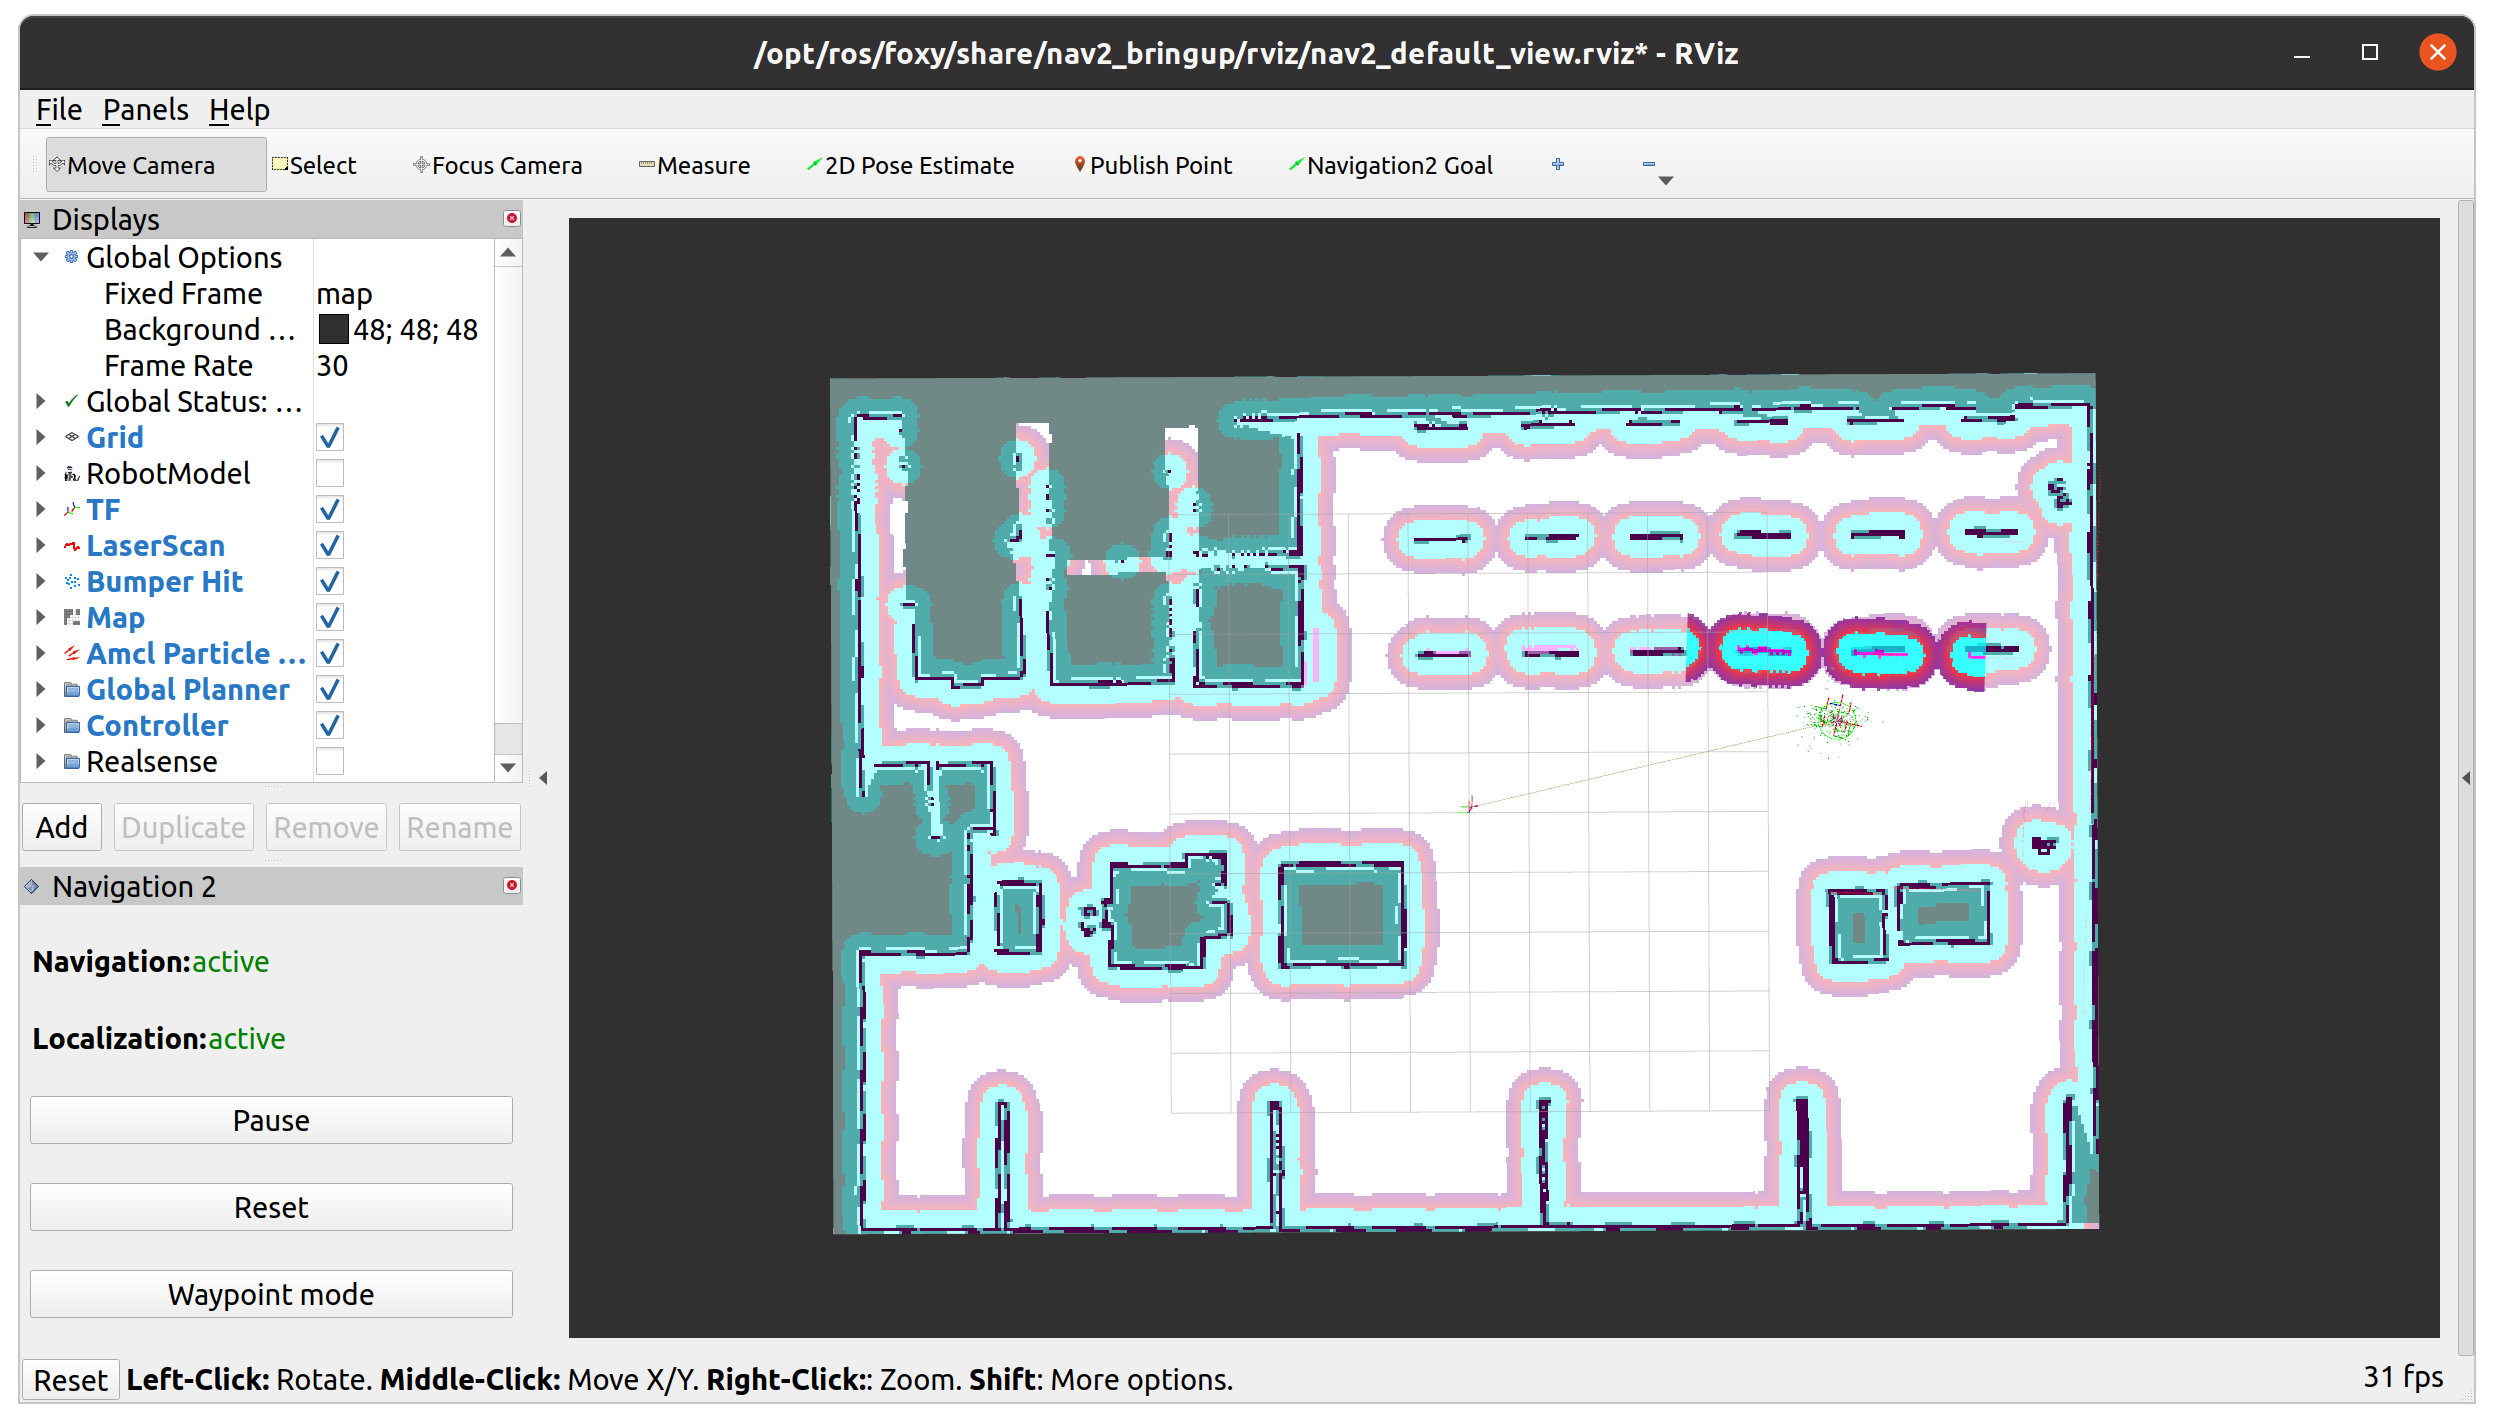 /opt/ros/foxy/share/nav2_bringup/rviz/nav2_default_view.rviz* - RViz
File Panels Help
Move Camera Select Focus Camera Measure 2D Pose Estimate Publish Point Navigation2 Goal
Displays
Global Options
Fixed Frame map
Background ... 48; 48; 48
Frame Rate 30
Global Status: ...
Grid
RobotModel
TF
LaserScan
Bumper Hit
Map
Amcl Particle ...
Global Planner
Controller
Realsense
Add Duplicate Remove Rename
Navigation 2
Navigation:active
Localization:active
Pause
Reset
Waypoint mode
Reset Left-Click: Rotate. Middle-Click: Move X/Y. Right-Click:: Zoom. Shift: More options. 31 fps